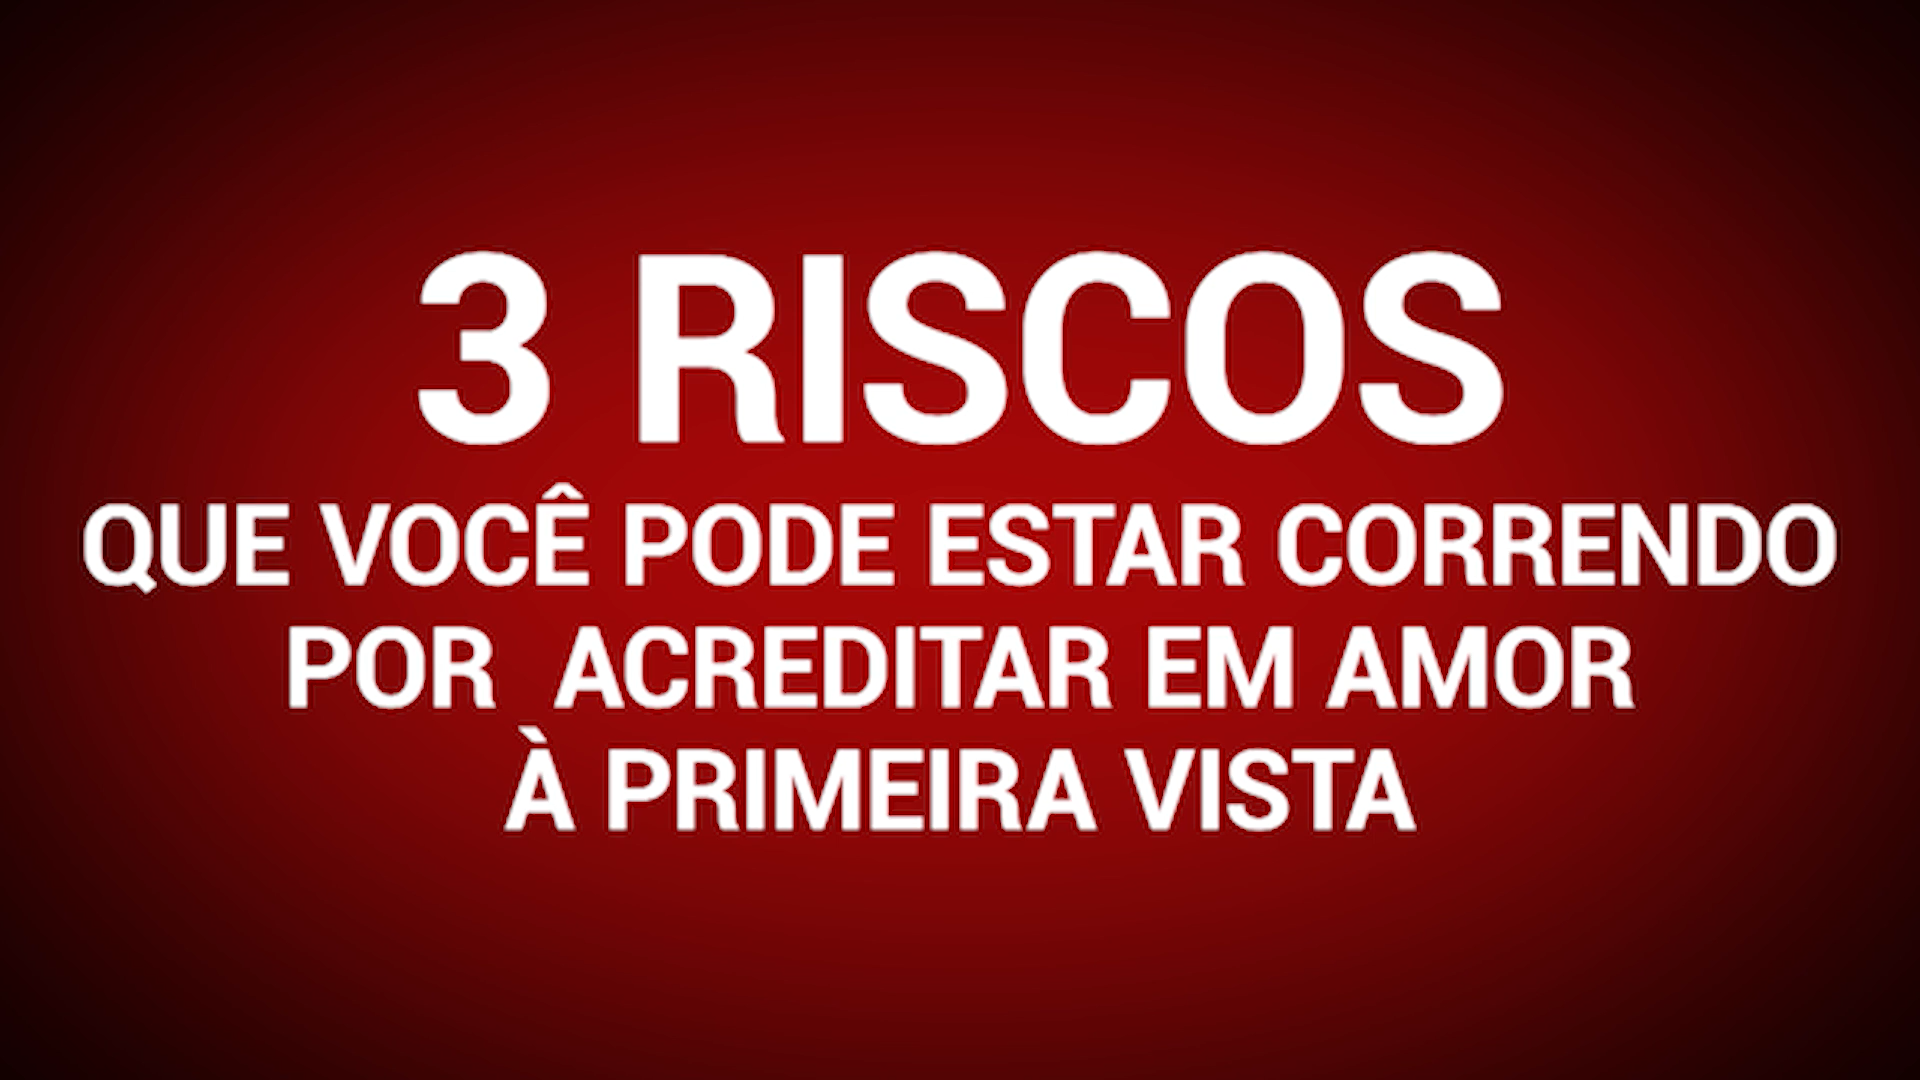 3 RISCOS
QUE VOCÊ PODE ESTAR CORRENDO
POR  ACREDITAR EM AMOR
À PRIMEIRA VISTA